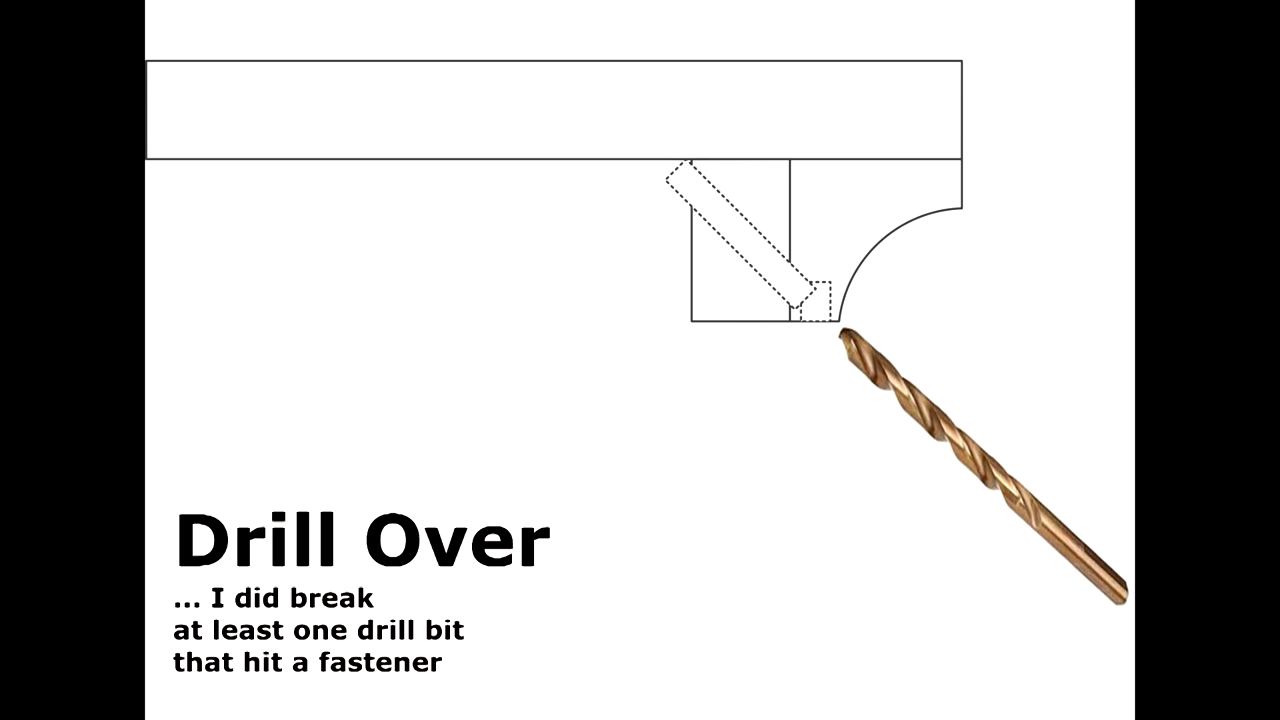 Drill Over
... I did break
at least one drill bit
that hit a fastener